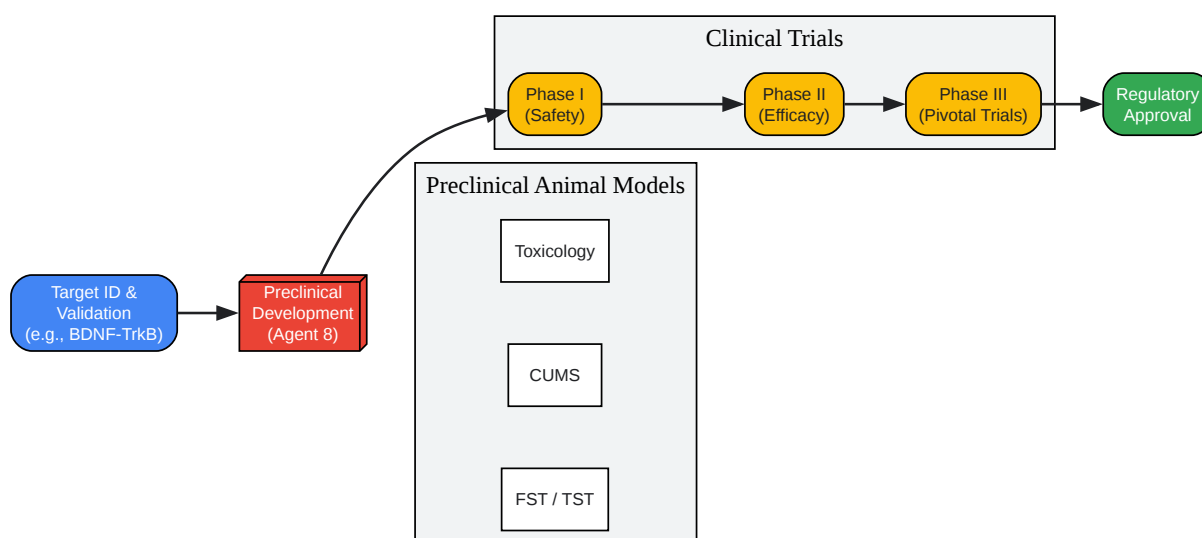 Clinical Trials
Phase I
(Safety)
Phase II
(Efficacy)
Phase III
(Pivotal Trials)
Regulatory
Approval
Preclinical Animal Models
Toxicology
Target ID &
Validation
(e.g., BDNF-TrkB)
Preclinical
Development
(Agent 8)
CUMS
FST / TST